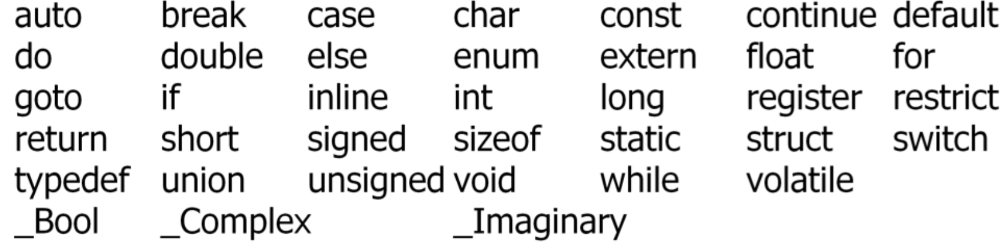 auto break case char const continue default
do double else enum extern float for
goto if inline int long register restrict
return short signed sizeof static struct switch
typedef union unsigned void while volatile
_Bool _Complex _Imaginary